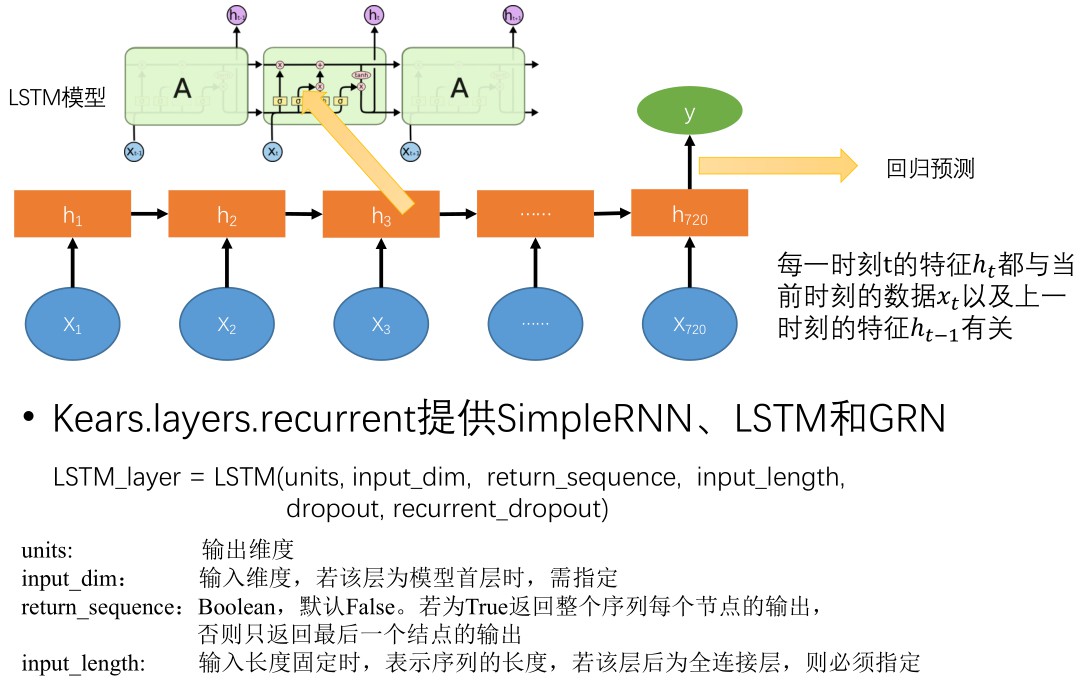 h_{t-1} h_t h_{t+1}
LSTM模型
A A
× + tanh
× ×
σ σ σ
X_{t-1} X_t X_{t+1}
y
回归预测
h_1 h_2 h_3 …… h_{720}
X_1 X_2 X_3 …… X_{720}
每一时刻t的特征h_t都与当
前时刻的数据x_t以及上一
时刻的特征h_{t-1}有关
• Kears.layers.recurrent提供SimpleRNN、LSTM和GRN
LSTM_layer = LSTM(units, input_dim, return_sequence, input_length,
dropout, recurrent_dropout)
units: 输出维度
input_dim： 输入维度，若该层为模型首层时，需指定
return_sequence： Boolean，默认False。若为True返回整个序列每个节点的输出，
否则只返回最后一个结点的输出
input_length: 输入长度固定时，表示序列的长度，若该层后为全连接层，则必须指定